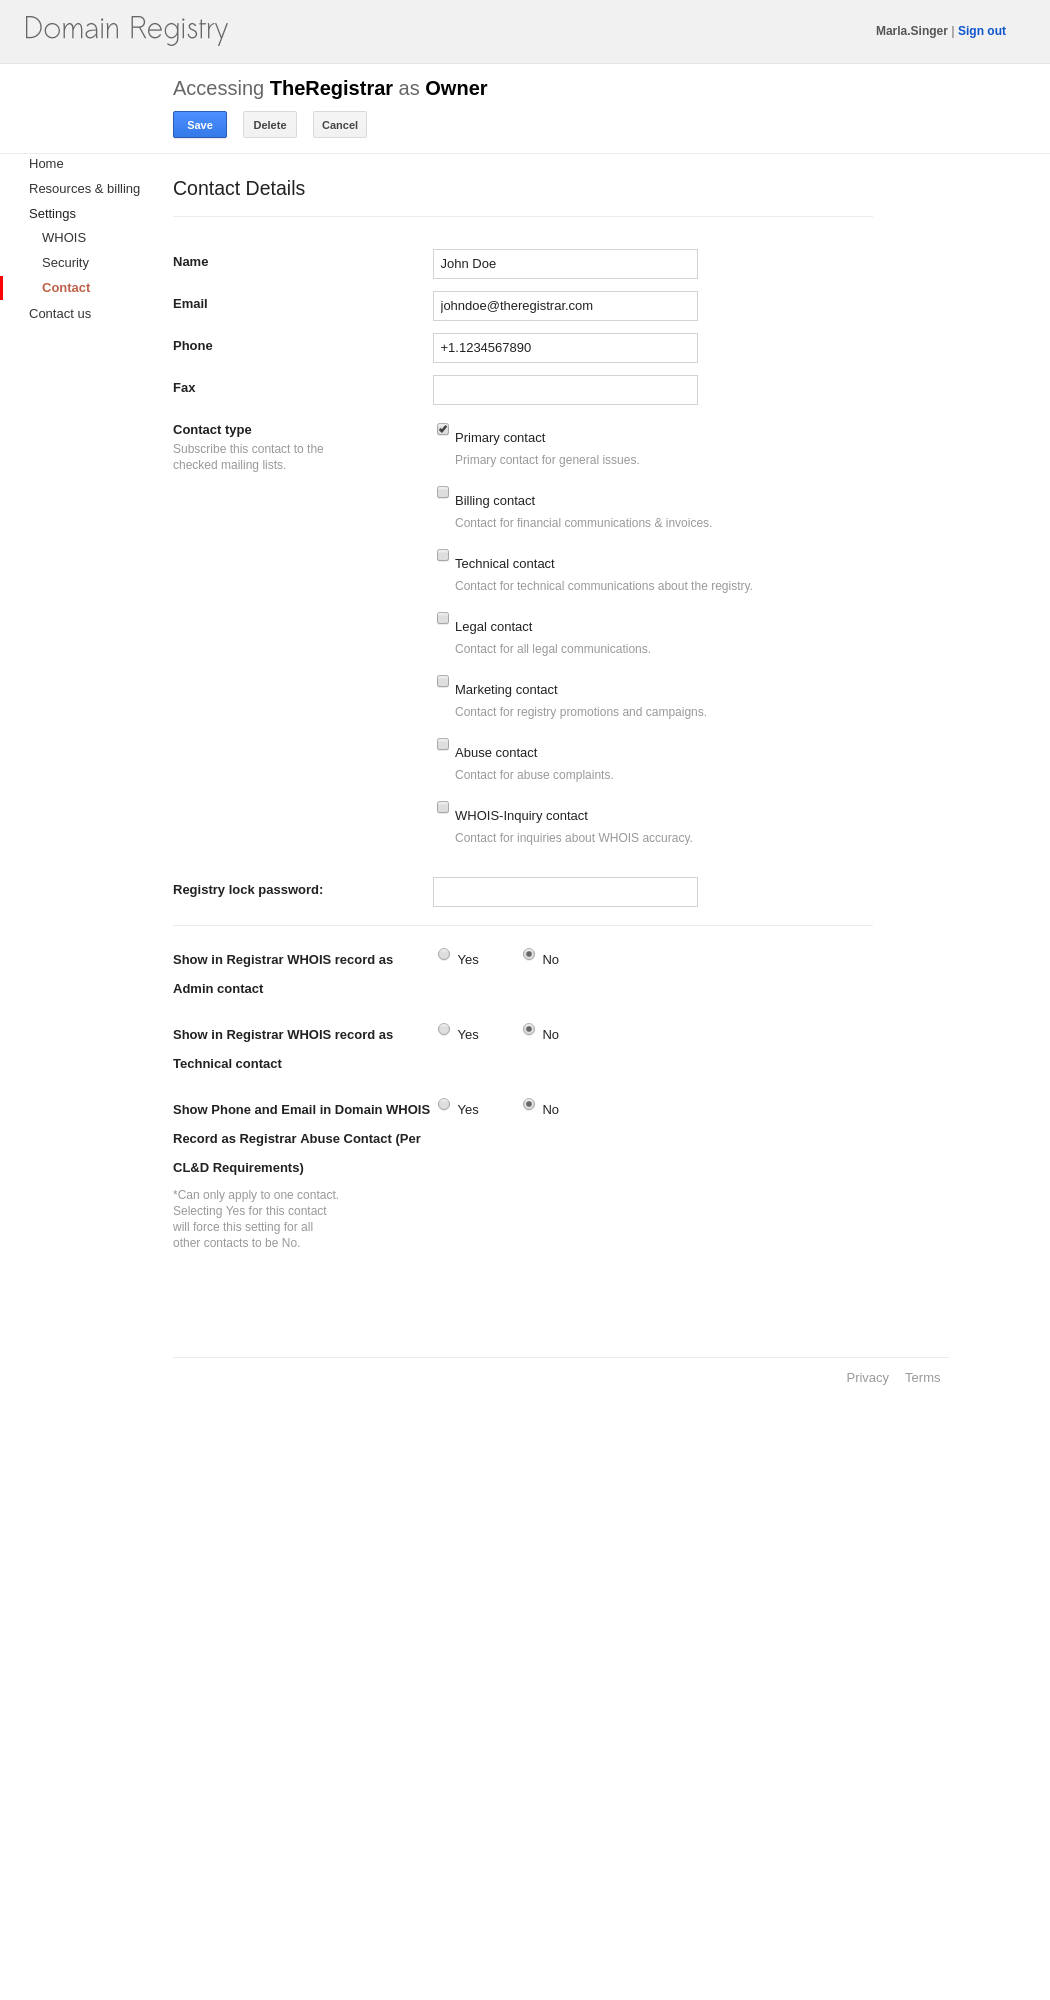 Domain Registry
Marla.Singer | Sign out
Accessing TheRegistrar as Owner
Save Delete Cancel
Home
Resources & billing
Settings
WHOIS
Security
Contact
Contact us
Contact Details
Name John Doe
Email johndoe@theregistrar.com
Phone +1.1234567890
Fax
Contact type
Subscribe this contact to the
checked mailing lists.
Primary contact
Primary contact for general issues.
Billing contact
Contact for financial communications & invoices.
Technical contact
Contact for technical communications about the registry.
Legal contact
Contact for all legal communications.
Marketing contact
Contact for registry promotions and campaigns.
Abuse contact
Contact for abuse complaints.
WHOIS-Inquiry contact
Contact for inquiries about WHOIS accuracy.
Registry lock password:
Show in Registrar WHOIS record as Yes No
Admin contact
Show in Registrar WHOIS record as Yes No
Technical contact
Show Phone and Email in Domain WHOIS Yes No
Record as Registrar Abuse Contact (Per
CL&D Requirements)
*Can only apply to one contact.
Selecting Yes for this contact
will force this setting for all
other contacts to be No.
Privacy Terms